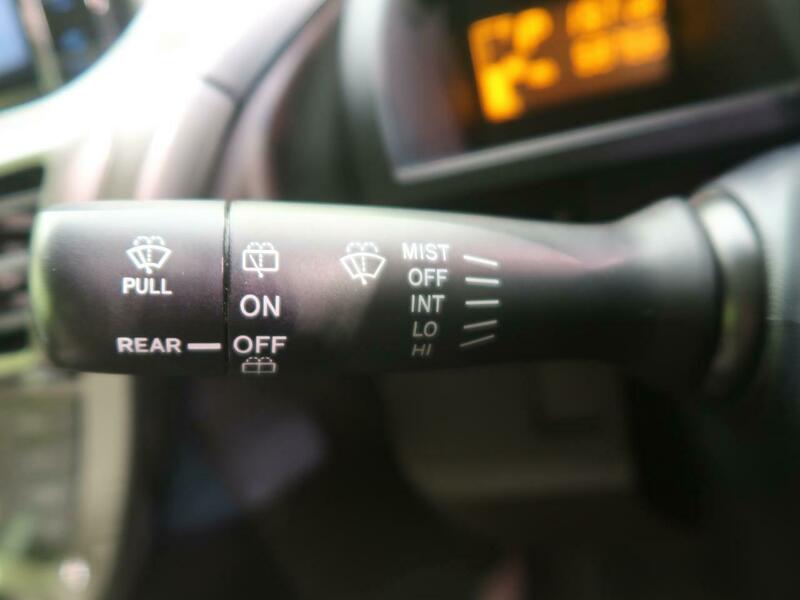 PULL
REAR
ON
OFF
MIST
OFF
INT
LO
HI